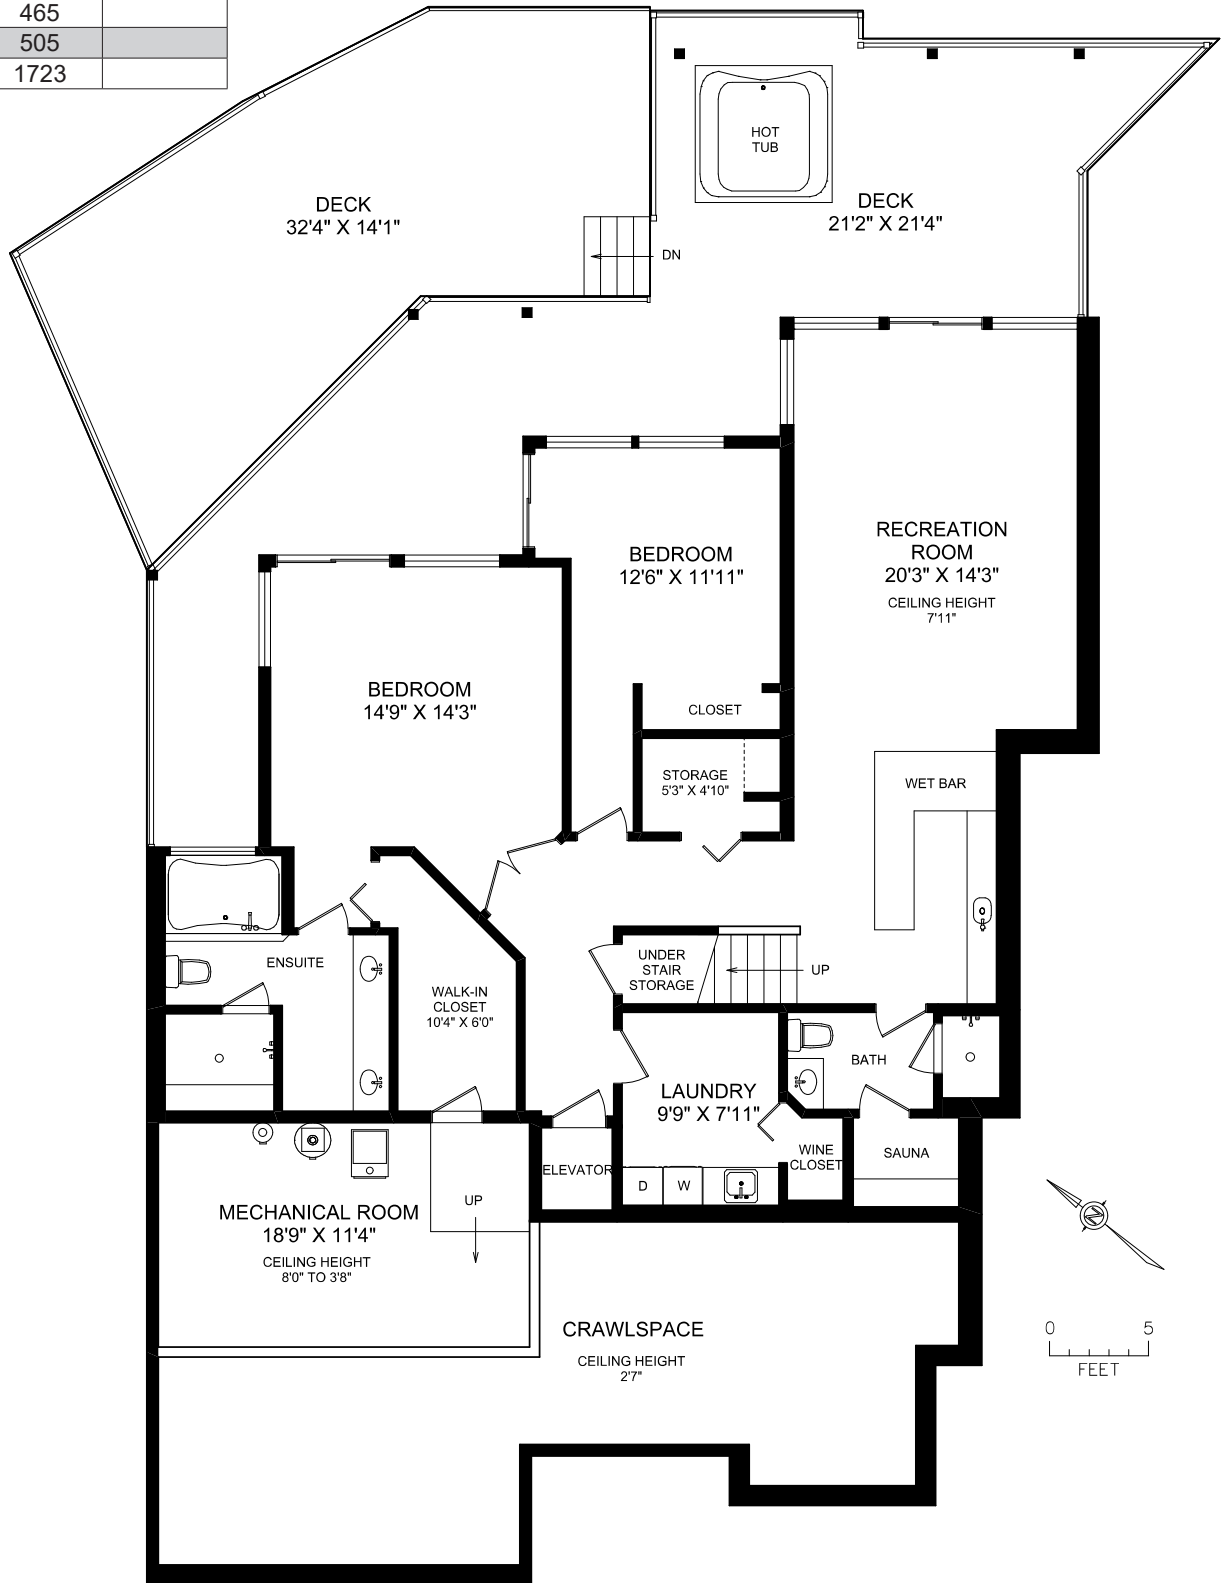 465
505
1723
HOT
TUB
DECK
32'4" X 14'1"
DECK
21'2" X 21'4"
DN
RECREATION
ROOM
20'3" X 14'3"
CEILING HEIGHT
7'11"
BEDROOM
12'6" X 11'11"
BEDROOM
14'9" X 14'3"
CLOSET
STORAGE
5'3" X 4'10"
WET BAR
ENSUITE
UNDER
STAIR
STORAGE
UP
WALK-IN
CLOSET
10'4" X 6'0"
BATH
LAUNDRY
9'9" X 7'11"
WINE
CLOSET
SAUNA
ELEVATOR
D
W
UP
MECHANICAL ROOM
18'9" X 11'4"
CEILING HEIGHT
8'0" TO 3'8"
N
CRAWLSPACE
CEILING HEIGHT
2'7"
0 5
FEET